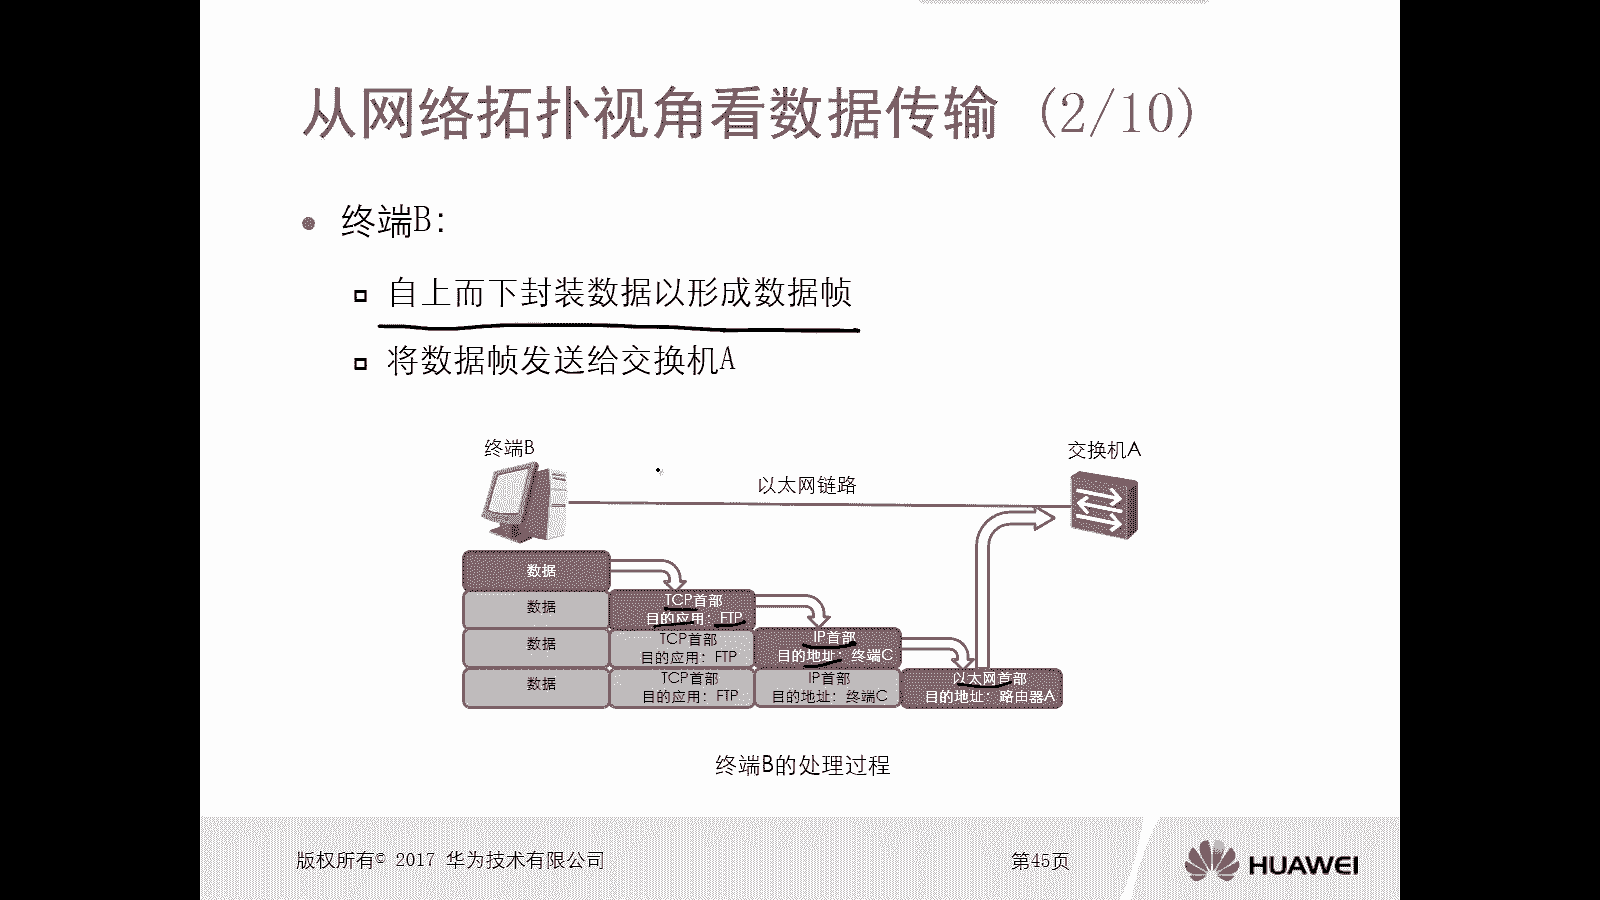 从网络拓扑视角看数据传输 (2/10)
终端B：
自上而下封装数据以形成数据帧
将数据帧发送给交换机A
终端B
交换机A
以太网链路
数据
数据
TCP首部
目的应用：FTP
数据
TCP首部
目的应用：FTP
IP首部
目的地址：终端C
数据
TCP首部
目的应用：FTP
IP首部
目的地址：终端C
以太网首部
目的地址：路由器A
终端B的处理过程
版权所有© 2017 华为技术有限公司
第45页
HUAWEI